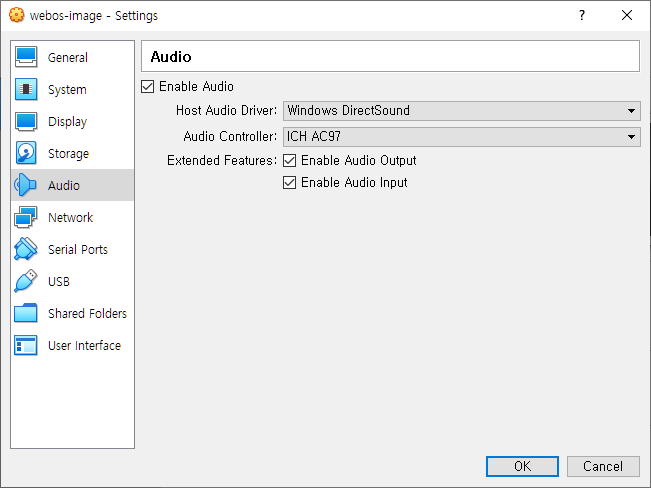 webos-image - Settings
General
System
Display
Storage
Audio
Network
Serial Ports
USB
Shared Folders
User Interface
Audio
Enable Audio
Host Audio Driver: Windows DirectSound
Audio Controller: ICH AC97
Extended Features: Enable Audio Output
Enable Audio Input
OK Cancel